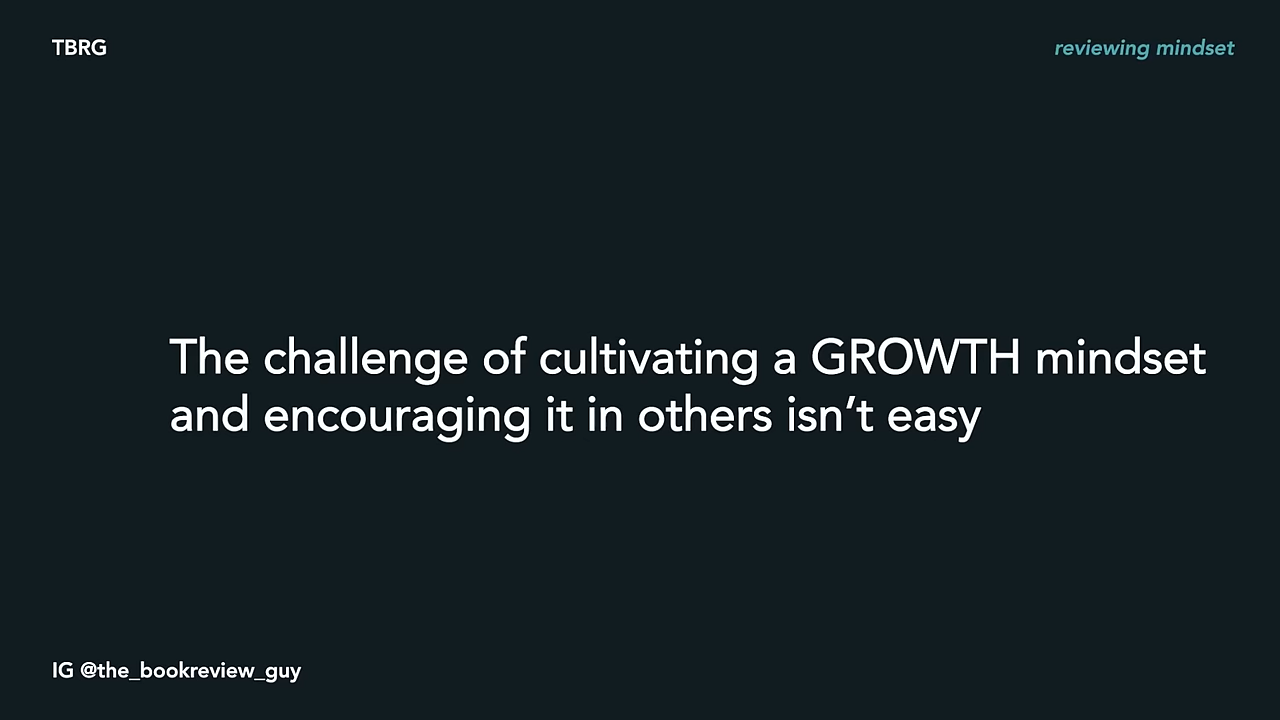 TBRG
reviewing mindset
The challenge of cultivating a GROWTH mindset
and encouraging it in others isn’t easy
IG @the_bookreview_guy